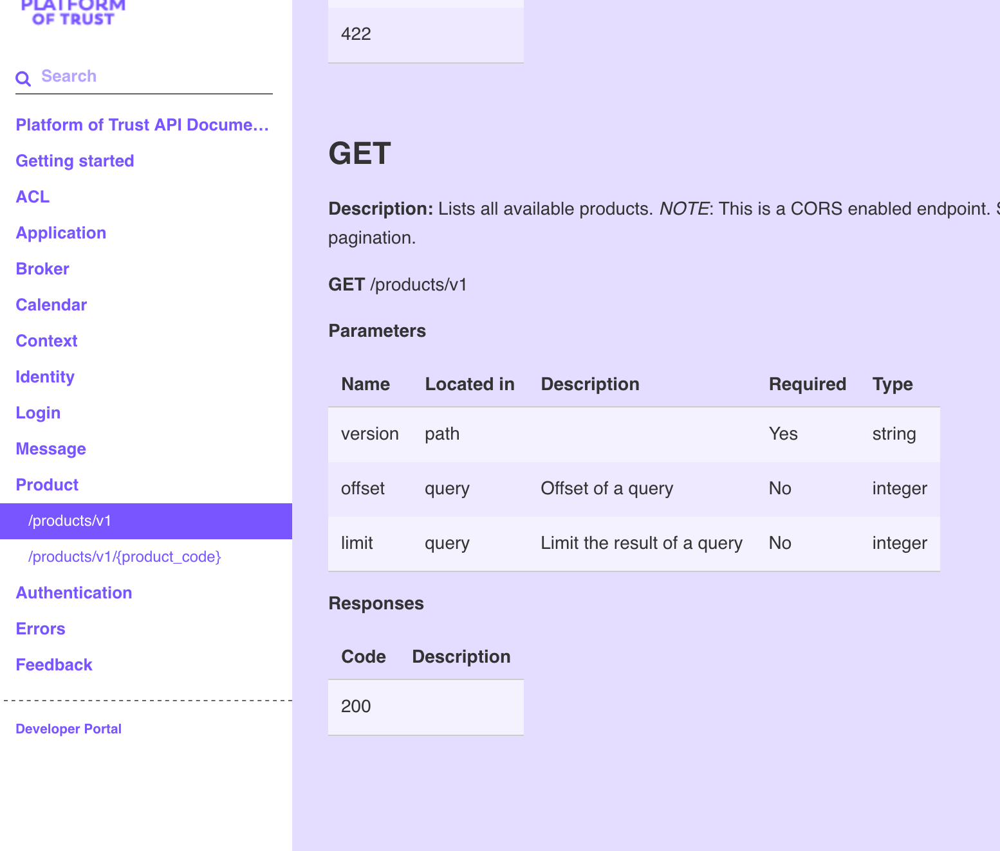 PLATFORM
OF TRUST
Search
Platform of Trust API Docume...
Getting started
ACL
Application
Broker
Calendar
Context
Identity
Login
Message
Product
/products/v1
/products/v1/{product_code}
Authentication
Errors
Feedback
Developer Portal
422
GET
Description: Lists all available products. NOTE: This is a CORS enabled endpoint.
pagination.
GET /products/v1
Parameters
Name Located in Description Required Type
version path Yes string
offset query Offset of a query No integer
limit query Limit the result of a query No integer
Responses
Code Description
200